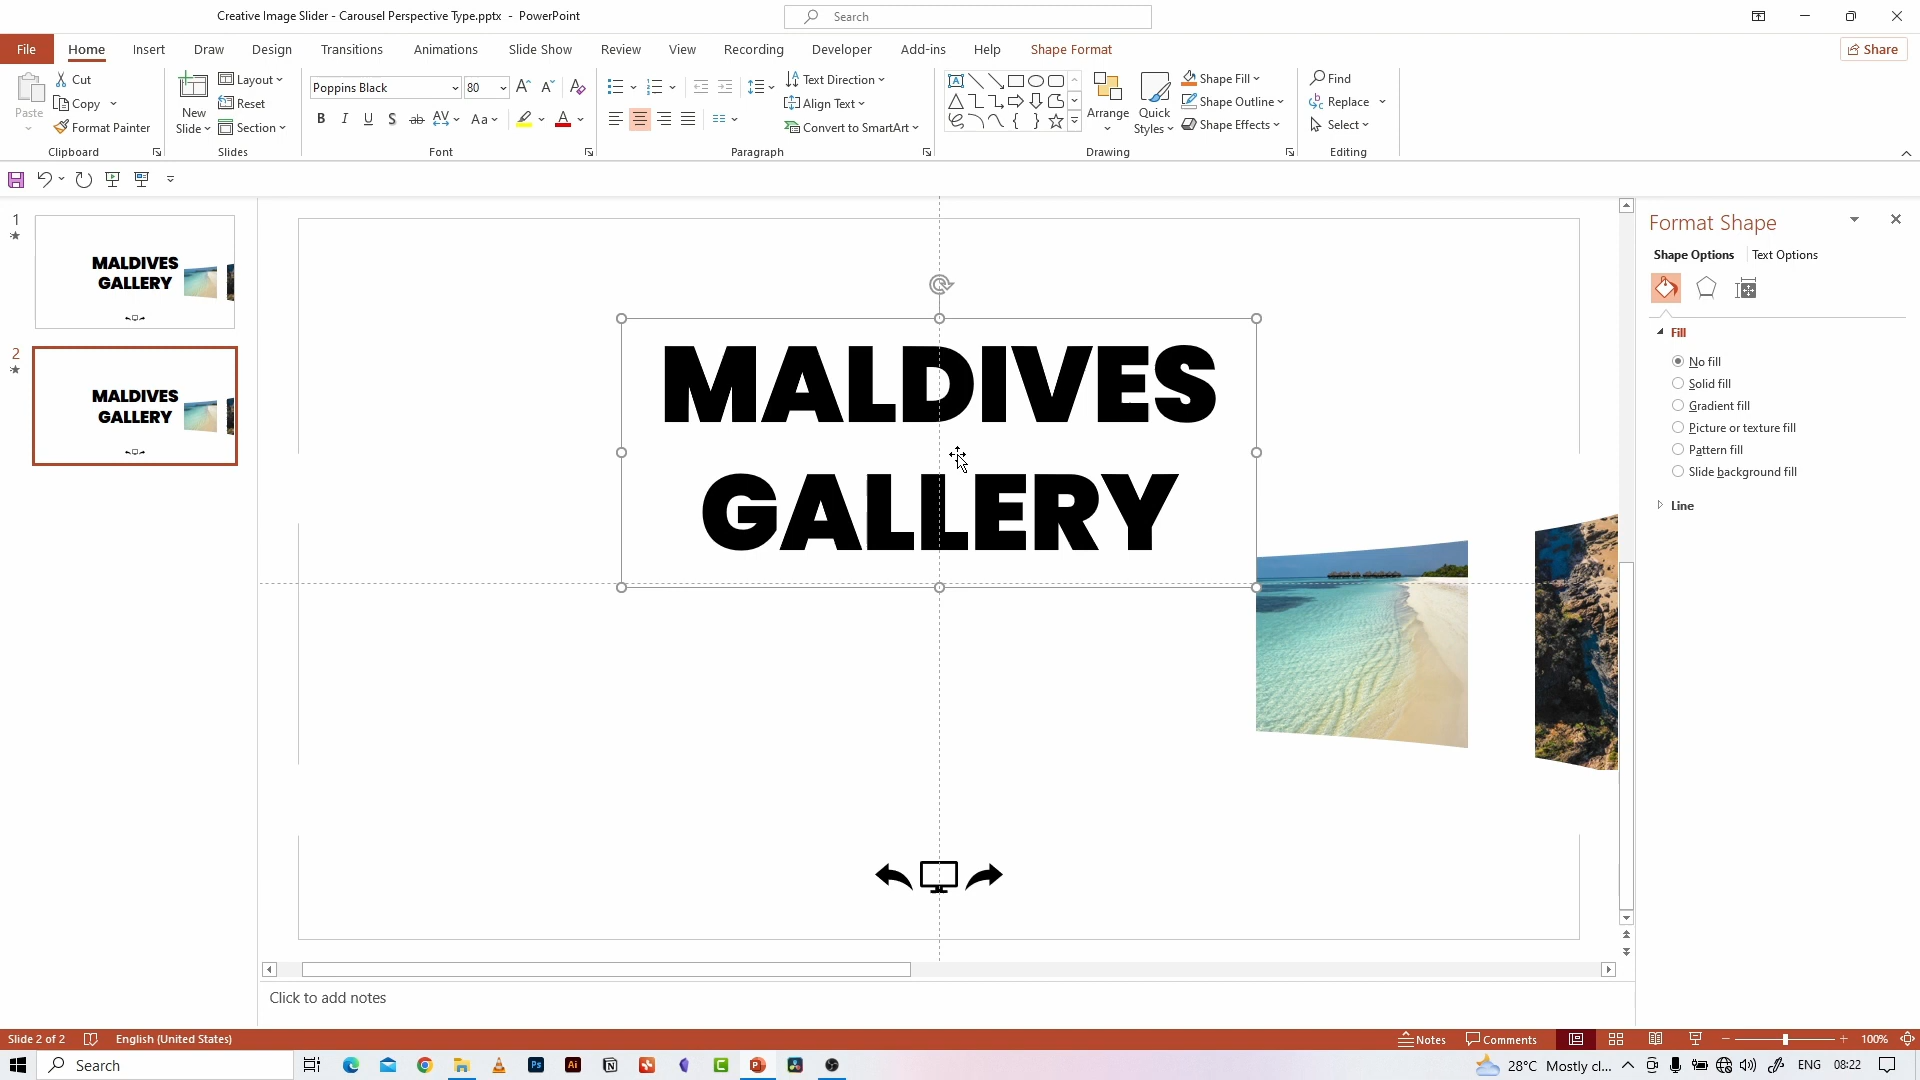 Creative Image Slider - Carousel Perspective Type.pptx - PowerPoint
Search
File
Home
Insert
Draw
Design
Transitions
Animations
Slide Show
Review
View
Recording
Developer
Add-ins
Help
Shape Format
Share
Paste
Cut
Copy
Format Painter
Clipboard
New
Slide
Layout
Reset
Section
Slides
Poppins Black
80
Font
Text Direction
Align Text
Convert to SmartArt
Paragraph
Arrange
Quick
Styles
Shape Fill
Shape Outline
Shape Effects
Drawing
Find
Replace
Select
Editing
1
MALDIVES
GALLERY
2
MALDIVES
GALLERY
MALDIVES
GALLERY
Format Shape
Shape Options
Text Options
Fill
No fill
Solid fill
Gradient fill
Picture or texture fill
Pattern fill
Slide background fill
Line
Click to add notes
Slide 2 of 2
English (United States)
Notes
Comments
100%
Search
28°C
Mostly cl...
ENG
08:22